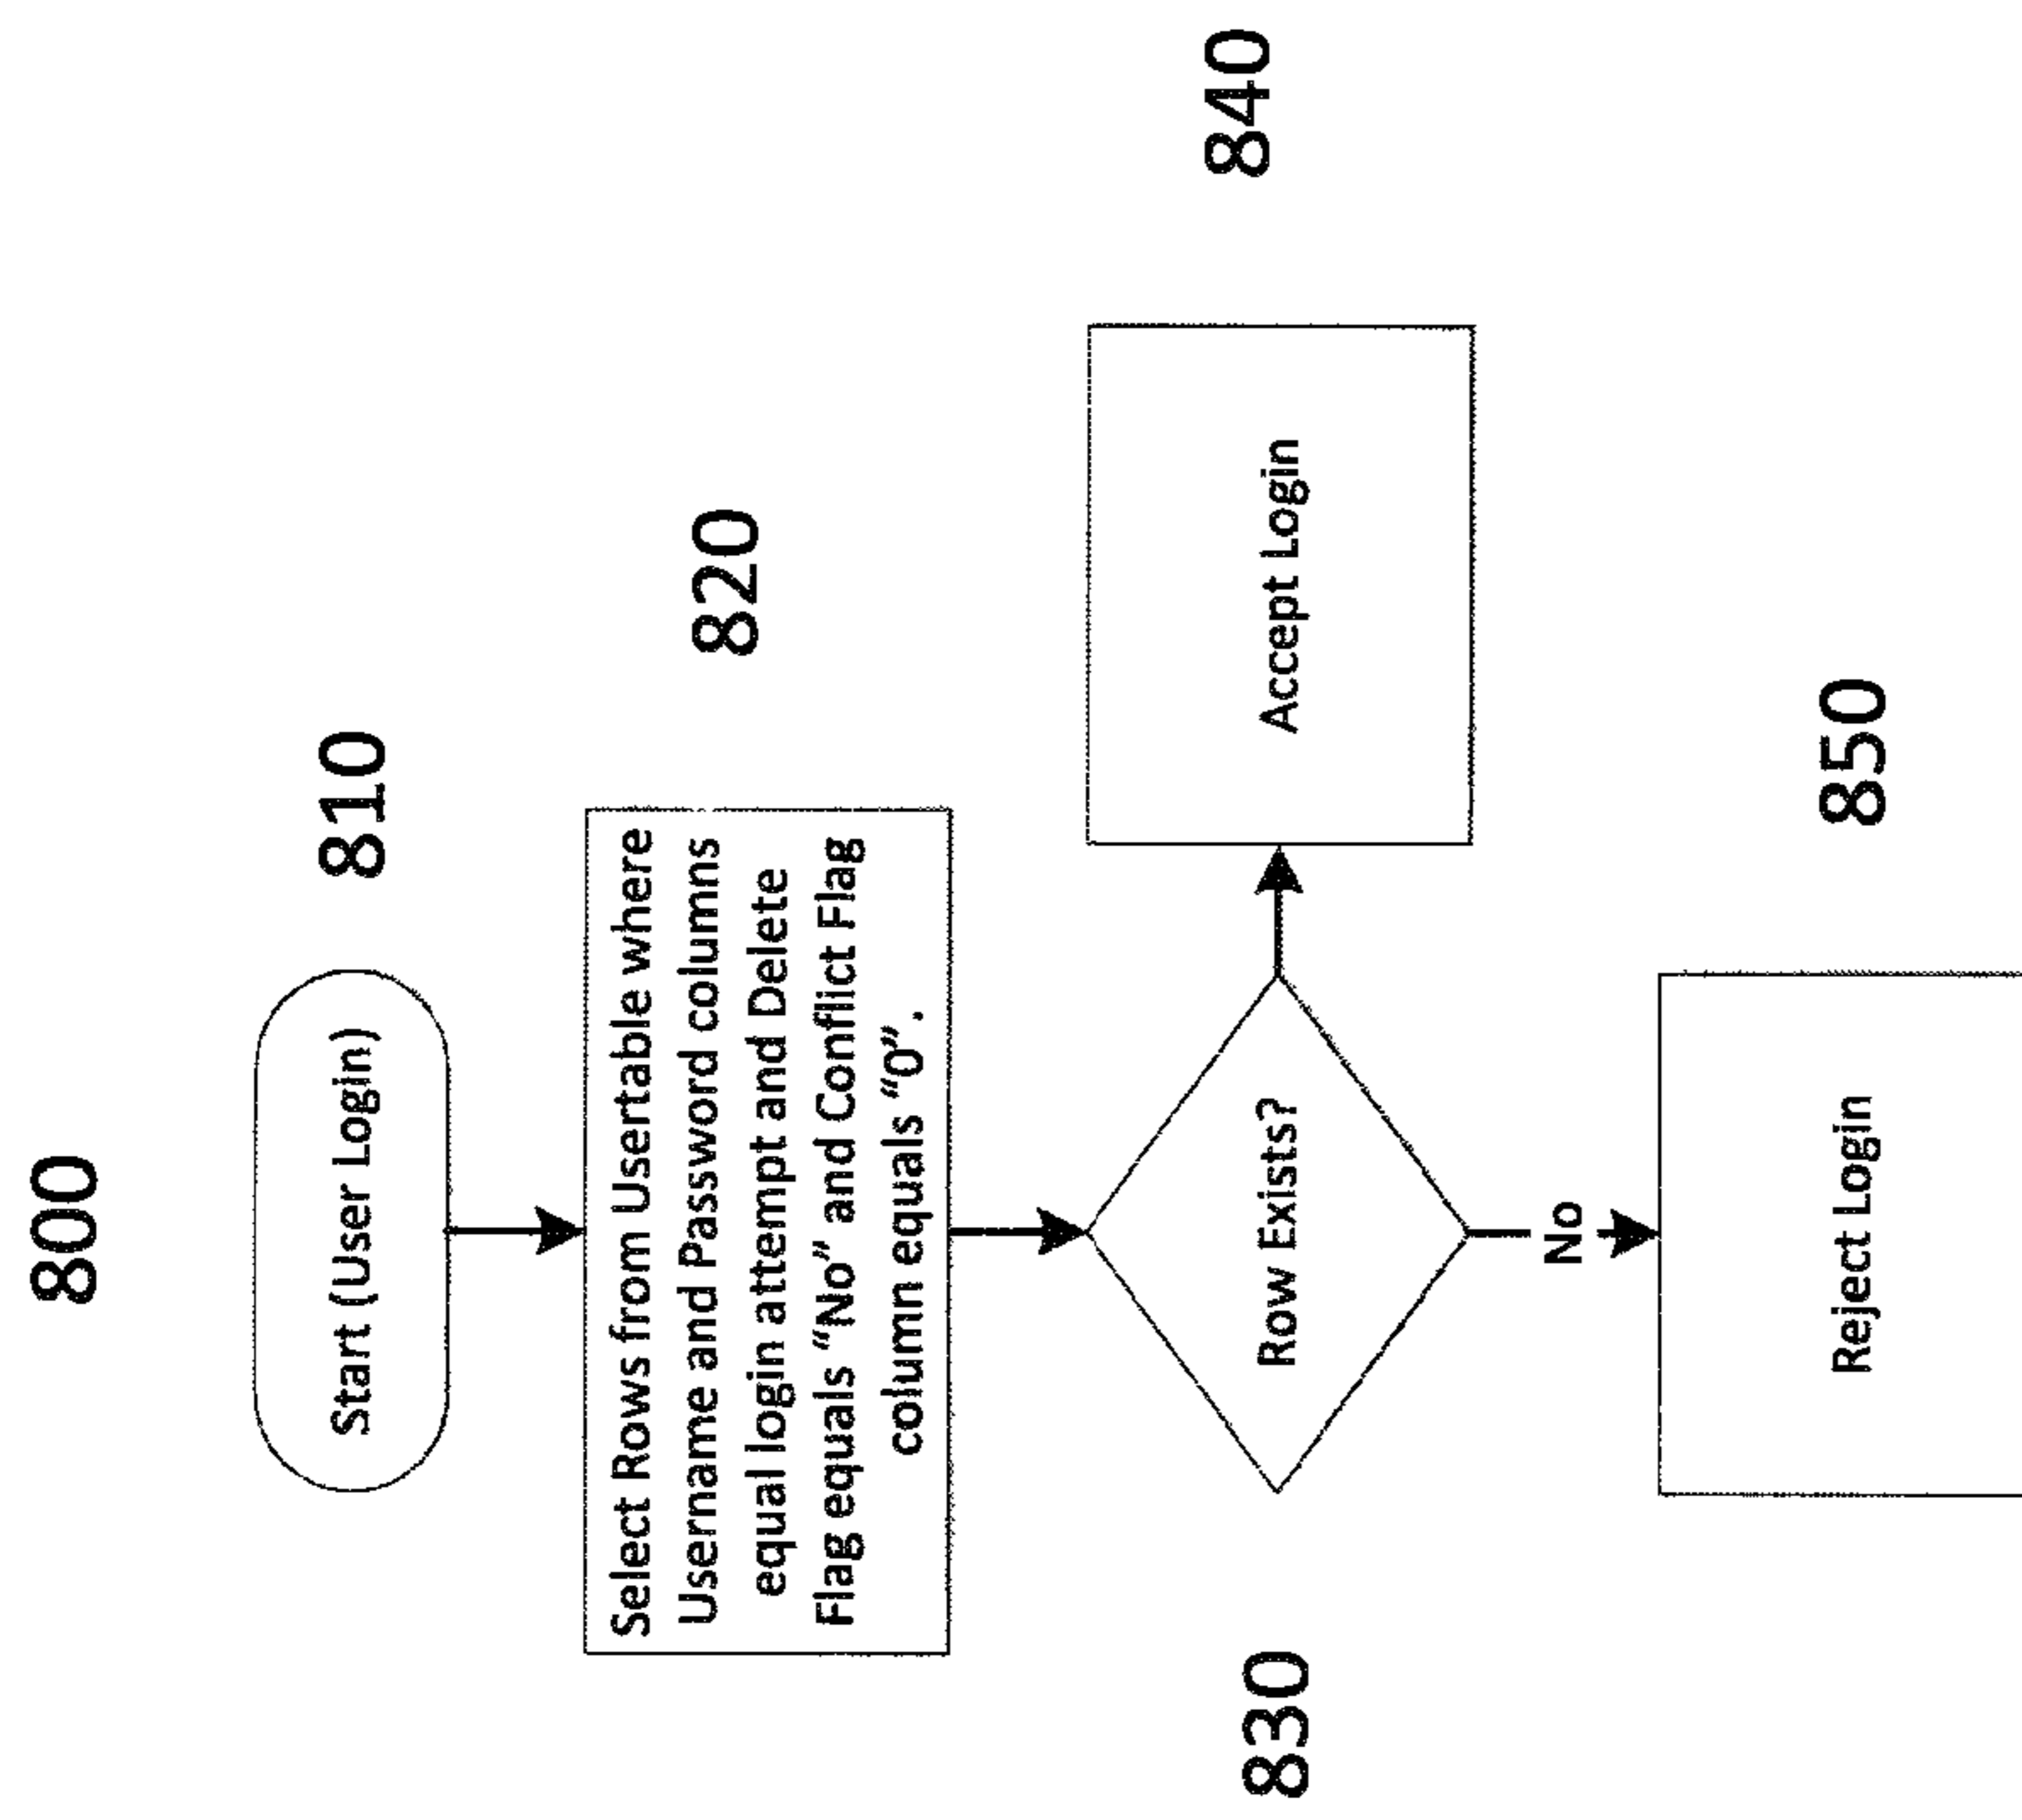 800
Start (User Login)
810
Select Rows from Usertable where
Username and Password columns
equal login attempt and Delete
Flag equals “No” and Conflict Flag
column equals “0”.
820
830
Row Exists?
Accept Login
840
No
Reject Login
850